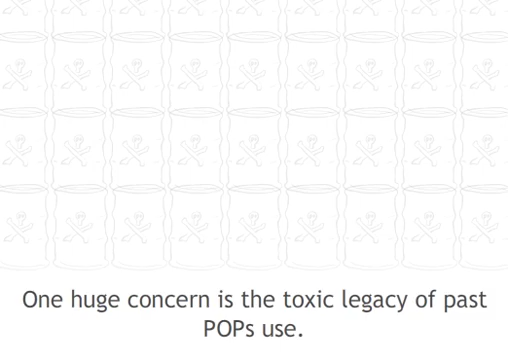 One huge concern is the toxic legacy of past
POPs use.